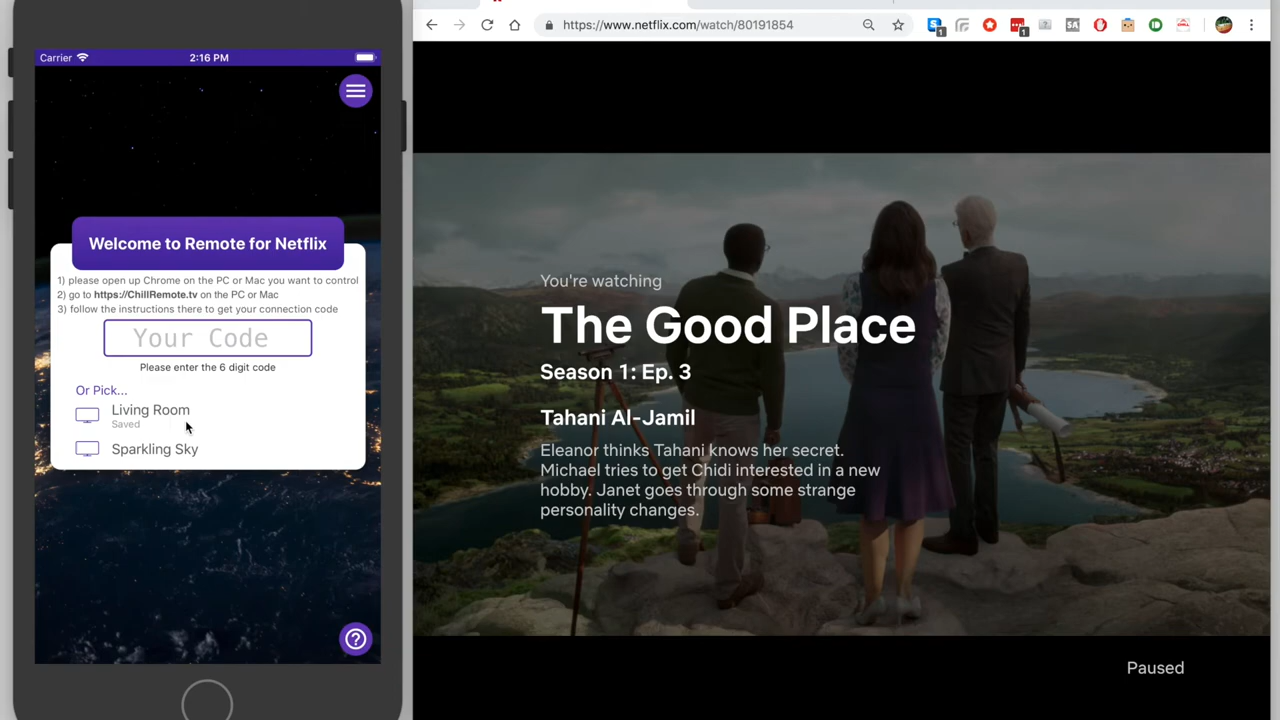 Carrier
2:16 PM
Welcome to Remote for Netflix
1) please open up Chrome on the PC or Mac you want to control
2) go to https://ChillRemote.tv on the PC or Mac
3) follow the instructions there to get your connection code
Your Code
Please enter the 6 digit code
Or Pick...
Living Room
Saved
Sparkling Sky
https://www.netflix.com/watch/80191854
You're watching
The Good Place
Season 1: Ep. 3
Tahani Al-Jamil
Eleanor thinks Tahani knows her secret.
Michael tries to get Chidi interested in a new
hobby. Janet goes through some strange
personality changes.
Paused